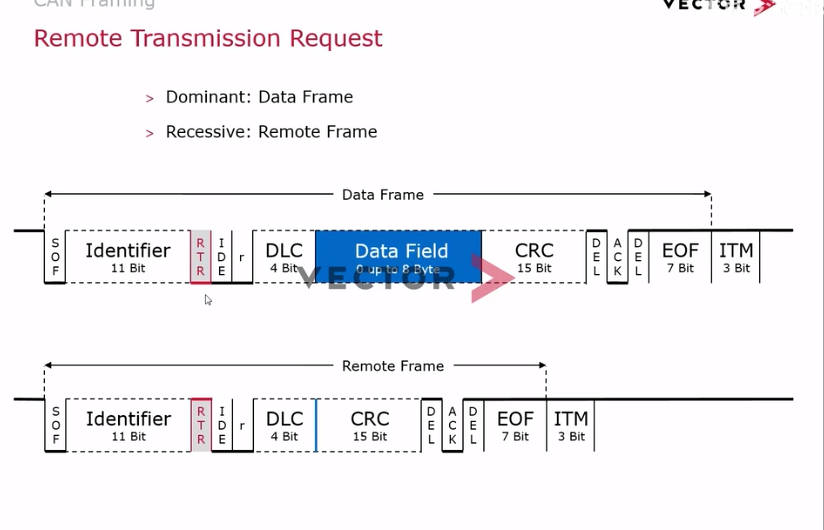 CAN Framing
VECTOR
Remote Transmission Request
> Dominant: Data Frame
> Recessive: Remote Frame
Data Frame
SOF
Identifier
11 Bit
RTR
IDE
r
DLC
4 Bit
Data Field
0 up to 8 Byte
CRC
15 Bit
DEL
ACK
DEL
EOF
7 Bit
ITM
3 Bit
VECTOR
Remote Frame
SOF
Identifier
11 Bit
RTR
IDE
r
DLC
4 Bit
CRC
15 Bit
DEL
ACK
DEL
EOF
7 Bit
ITM
3 Bit